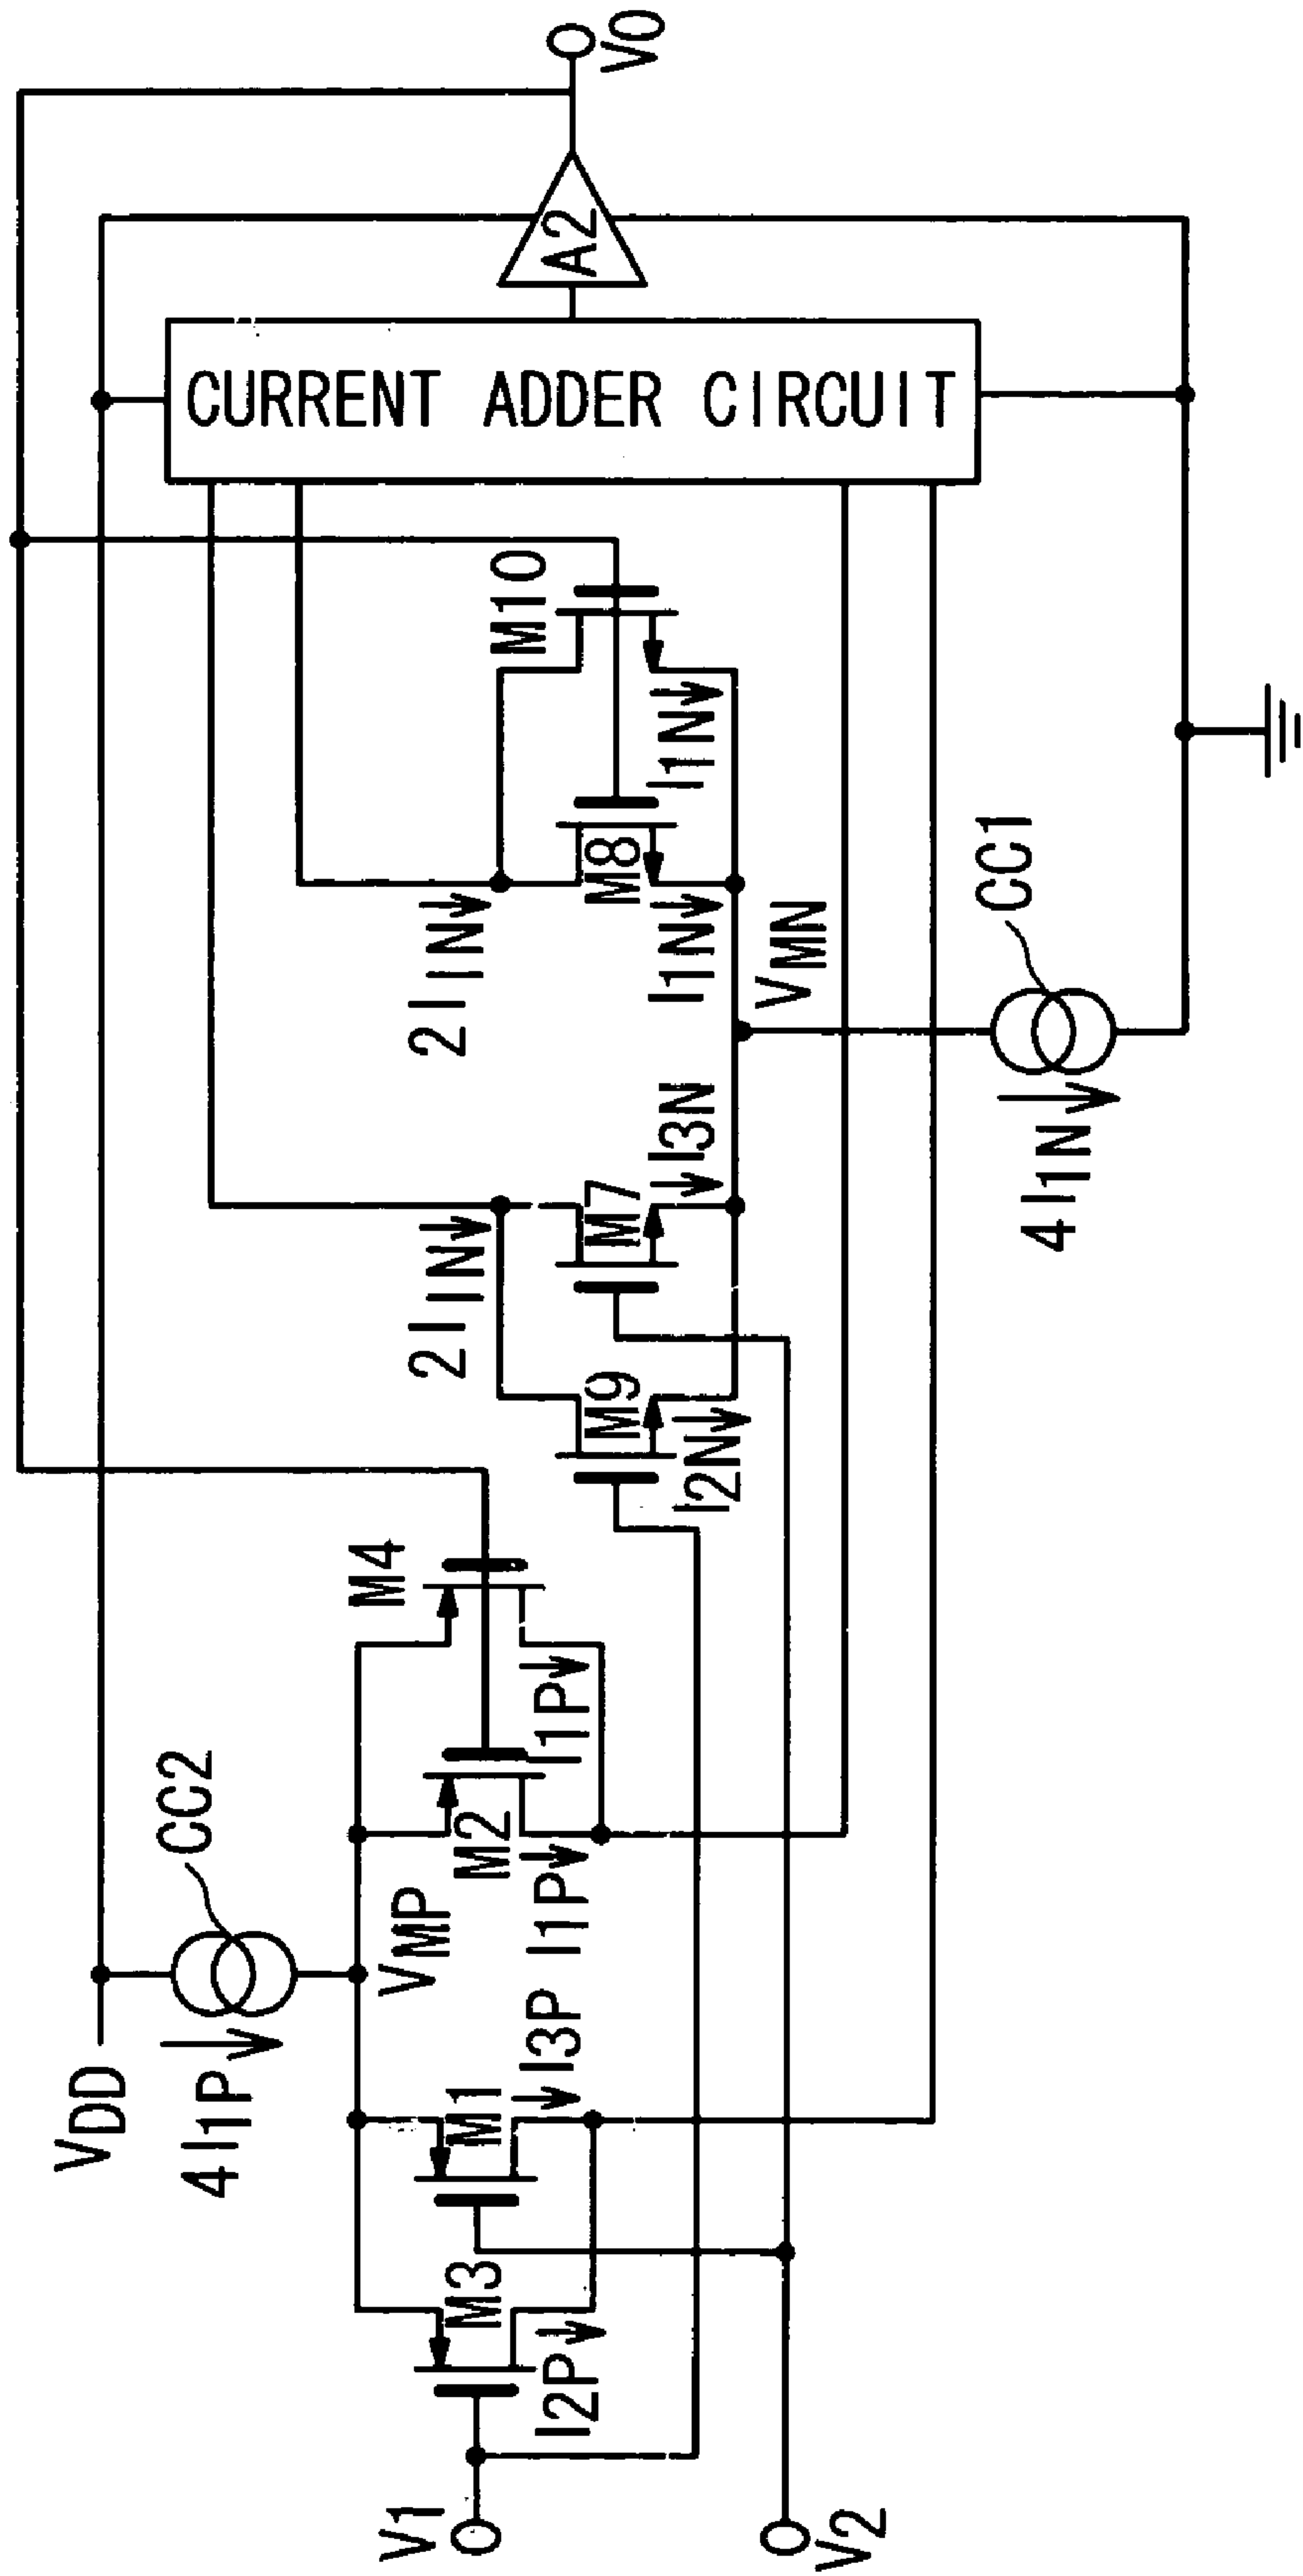 VDD
CC2
4I1P
VMP
M3
M1
M2
M4
I2P
I3P
I1P
I1P
V1
V2
2I1N
2I1N
M9
M7
M8
M10
I2N
I3N
I1N
I1N
VMN
CC1
4I1N
CURRENT ADDER CIRCUIT
A2
VO